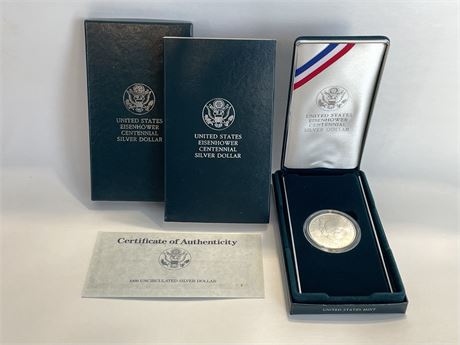 UNITED STATES
EISENHOWER
CENTENNIAL
SILVER DOLLAR
UNITED STATES
EISENHOWER
CENTENNIAL
SILVER DOLLAR
UNITED STATES
EISENHOWER
CENTENNIAL
SILVER DOLLAR
Certificate of Authenticity
1990 UNCIRCULATED SILVER DOLLAR
UNITED STATES MINT